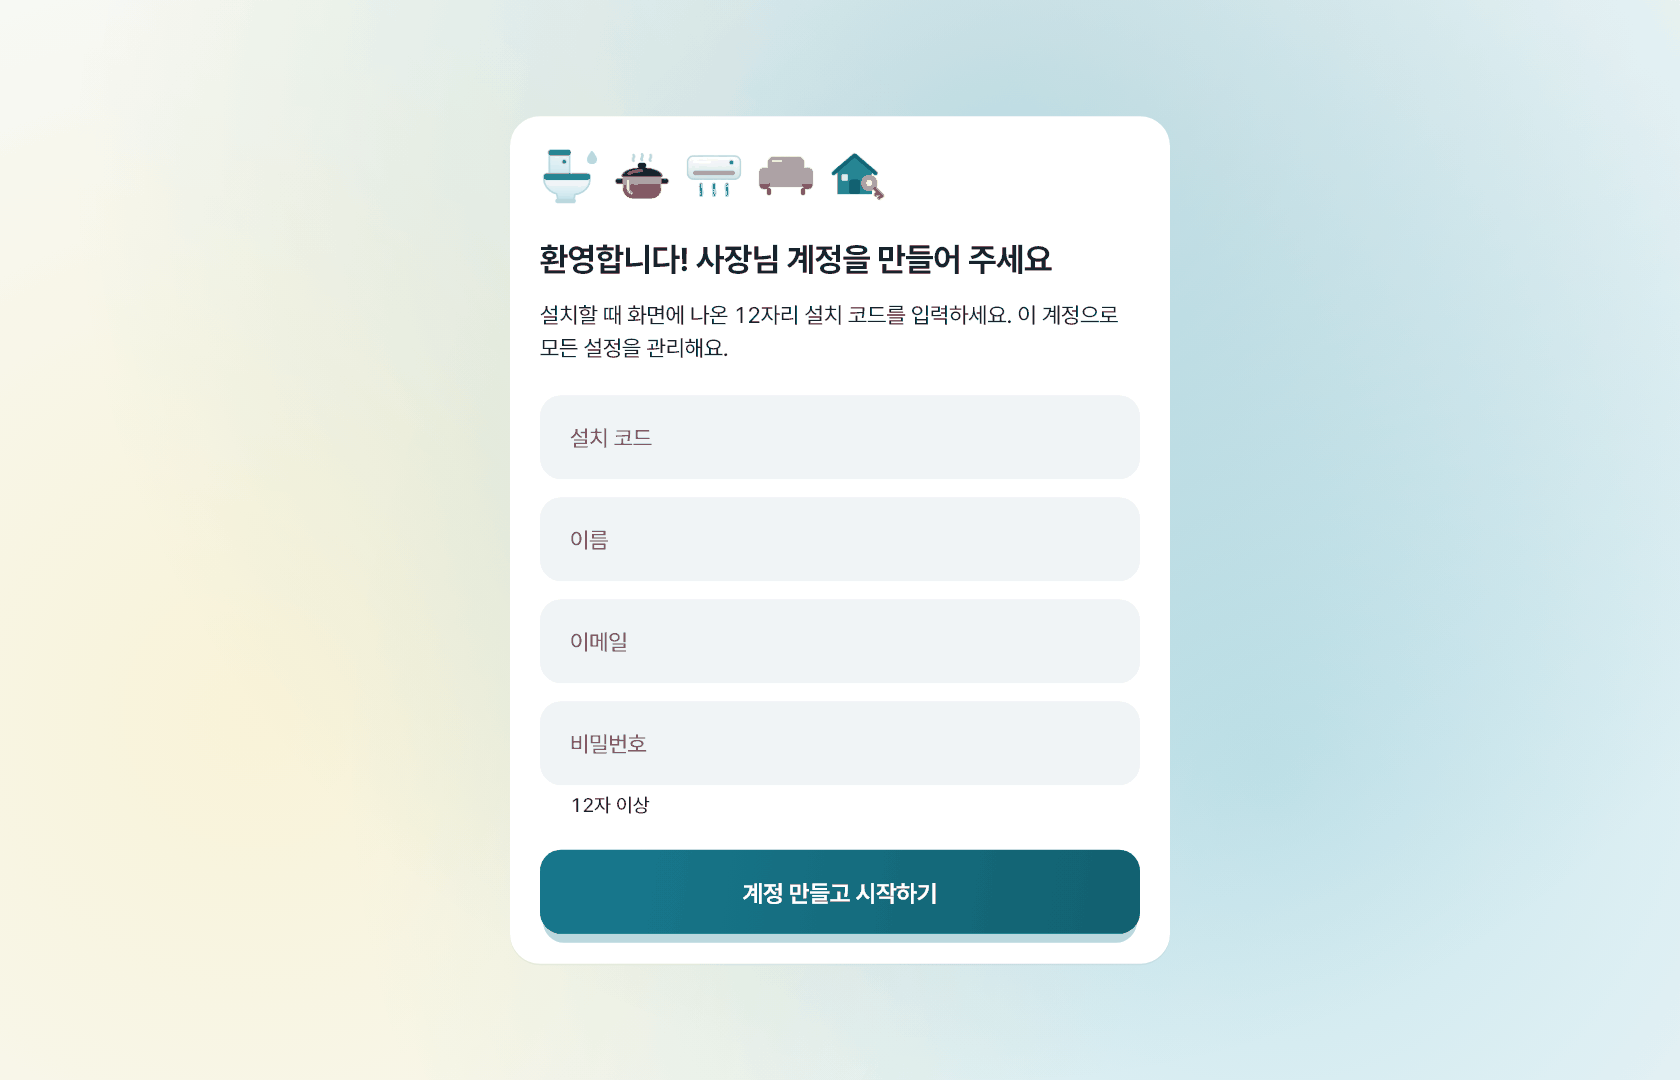 환영합니다! 사장님 계정을 만들어 주세요
설치할 때 화면에 나온 12자리 설치 코드를 입력하세요. 이 계정으로
모든 설정을 관리해요.
설치 코드
이름
이메일
비밀번호
12자 이상
계정 만들고 시작하기